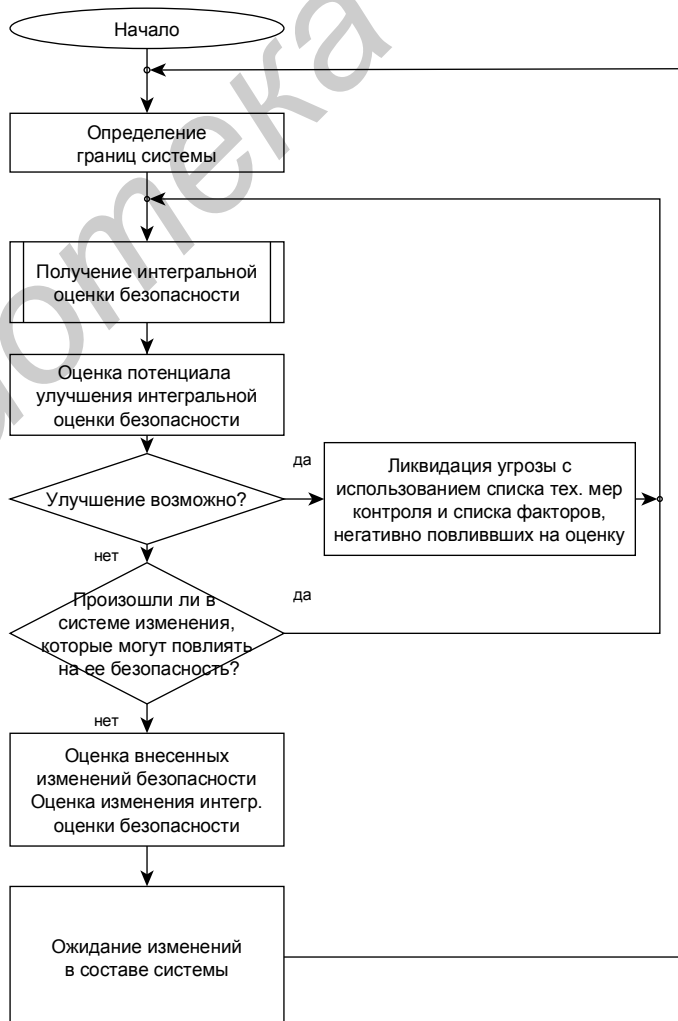 Начало
Определение
границ системы
Получение интегральной
оценки безопасности
Оценка потенциала
улучшения интегральной
оценки безопасности
Улучшение возможно?
да
Ликвидация угрозы с
использованием списка тех. мер
контроля и списка факторов,
негативно повливвших на оценку
нет
Произошли ли в
системе изменения,
которые могут повлиять
на ее безопасность?
да
нет
Оценка внесенных
изменений безопасности
Оценка изменения интегр.
оценки безопасности
Ожидание изменений
в составе системы